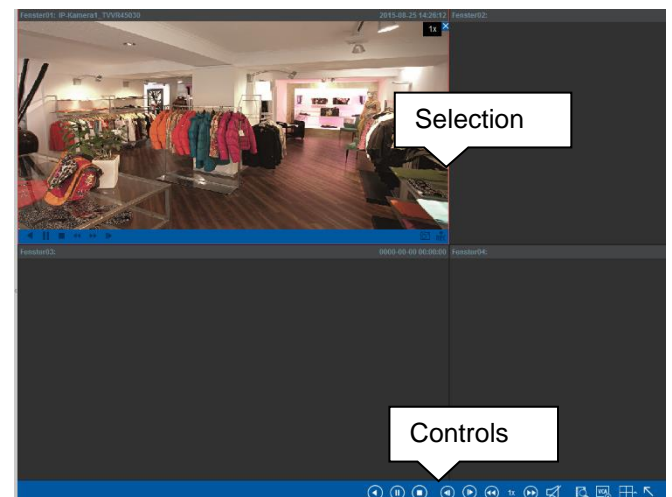 Fenster01: IP-Kamera1_TVVR45030 2015-08-25 14:26:12 Fenster02:
1x
Selection
Fenster03: 0000-00-00 00:00:00 Fenster04:
Controls
1x VCA